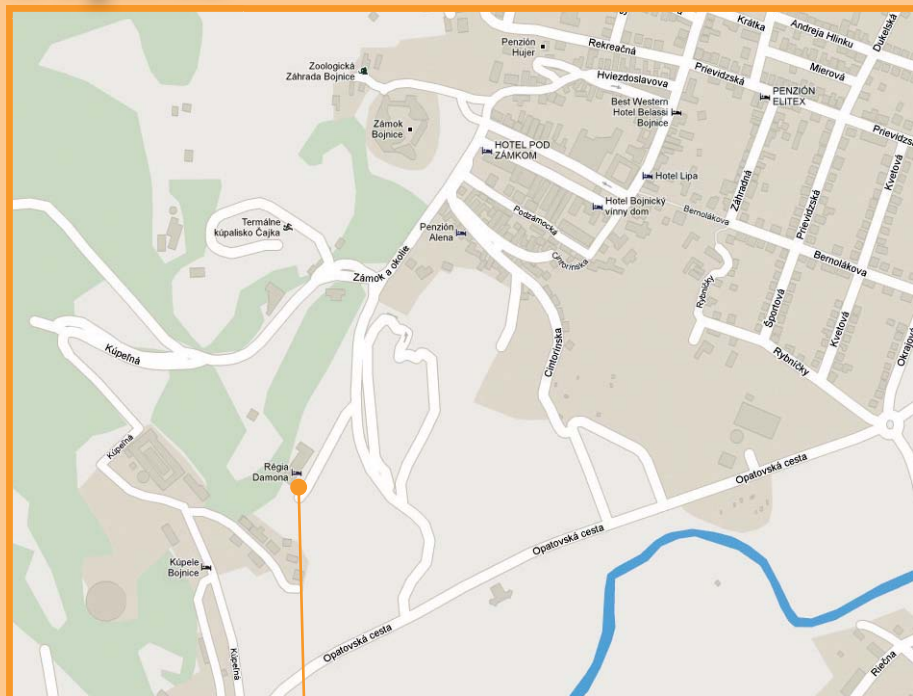 Krátka
Andreja Hlinku
Dukelská
Penzión
Hujer
Rekreačná
Mierová
Zoologická
Záhrada Bojnice
Hviezdoslavova
Prievidzská
PENZIÓN
ELITEX
Best Western
Hotel Belassi
Bojnice
Zámok
Bojnice
Prievidzská
HOTEL POD
ZÁMKOM
Kvetová
Hotel Lipa
Záhradná
Hotel Bojnický
vínny dom
Bernolákova
Podzámocká
Prievidzská
Termálne
kúpalisko Čajka
Penzión
Alena
Cintorínska
Bernolákova
Zámok a okolie
Rybníčky
Športová
Kvetová
Okrajová
Kúpeľná
Cintorínska
Rybníčky
Kúpeľná
Régia
Damona
Opatovská cesta
Opatovská cesta
Kúpele
Bojnice
Opatovská cesta
Kúpeľná
Riečna